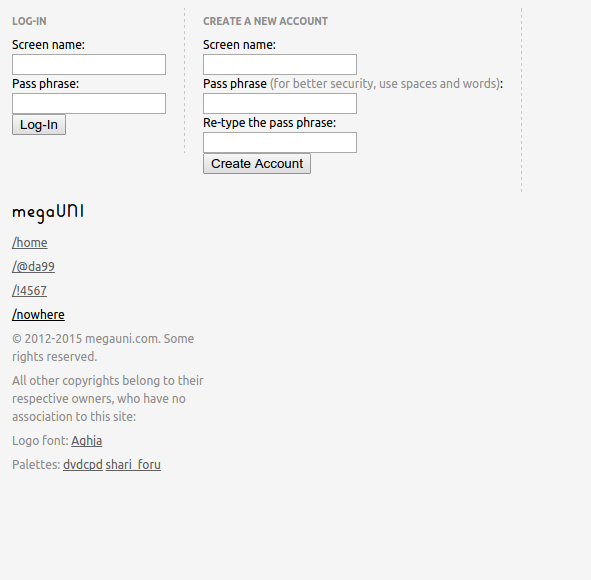 LOG-IN
Screen name:
Pass phrase:
Log-In
CREATE A NEW ACCOUNT
Screen name:
Pass phrase (for better security, use spaces and words):
Re-type the pass phrase:
Create Account
megaUNI
/home
/@da99
/!4567
/nowhere
© 2012-2015 megauni.com. Some
rights reserved.
All other copyrights belong to their
respective owners, who have no
association to this site:
Logo font: Aghja
Palettes: dvdcpd shari_foru